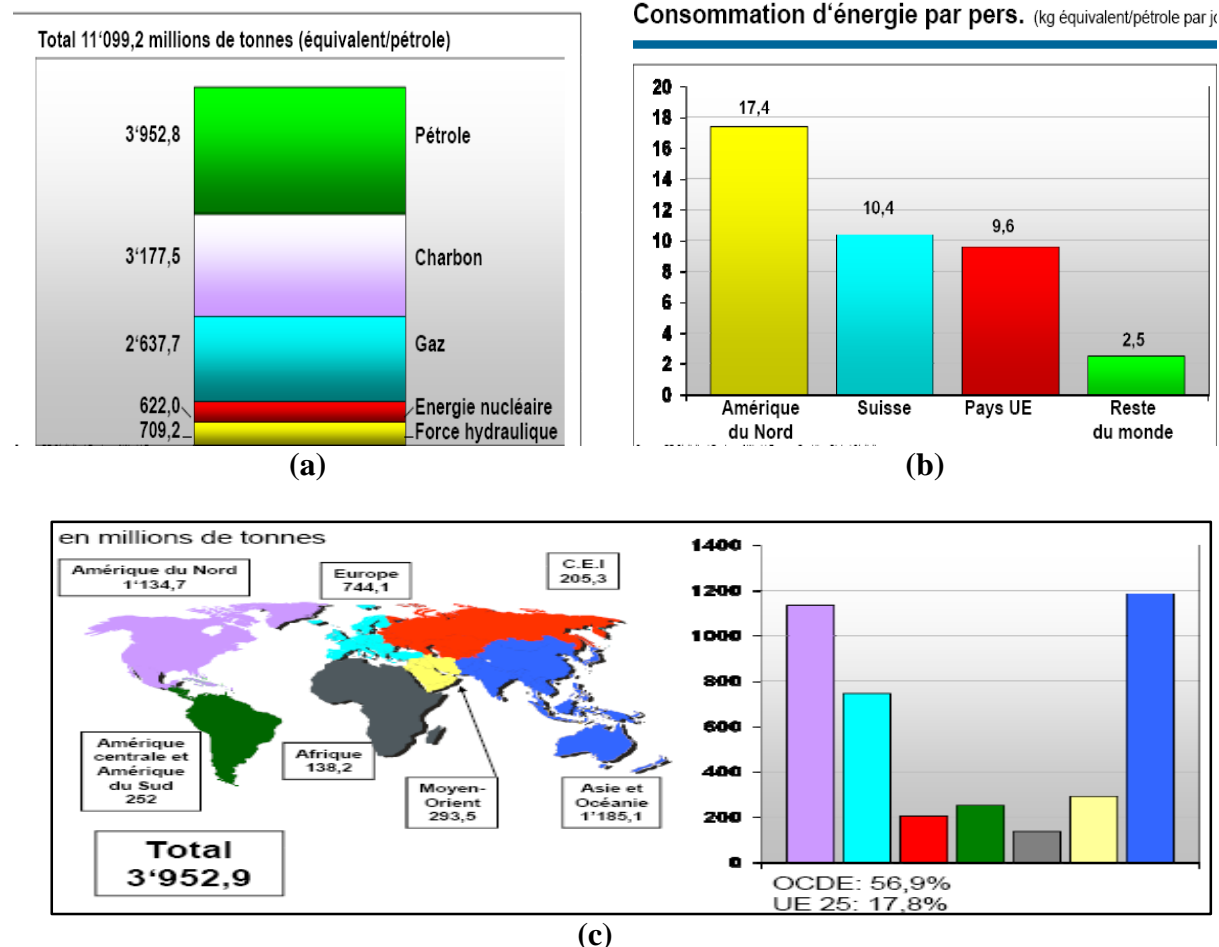 Total 11‘099,2 millions de tonnes (équivalent/pétrole)
3‘952,8 Pétrole
3‘177,5 Charbon
2‘637,7 Gaz
622,0 Energie nucléaire
709,2 Force hydraulique
(a)
Consommation d‘énergie par pers. (kg équivalent/pétrole par
20
18
16
14
12
10
8
6
4
2
0
17,4
10,4
9,6
2,5
Amérique
du Nord
Suisse
Pays UE
Reste
du monde
(b)
en millions de tonnes
Amérique du Nord
1‘134,7
Europe
744,1
C.E.I
205,3
Amérique
centrale et
Amérique
du Sud
252
Afrique
138,2
Moyen-
Orient
293,5
Asie et
Océanie
1‘185,1
Total
3‘952,9
1400
1200
1000
800
600
400
200
0
OCDE: 56,9%
UE 25: 17,8%
(c)